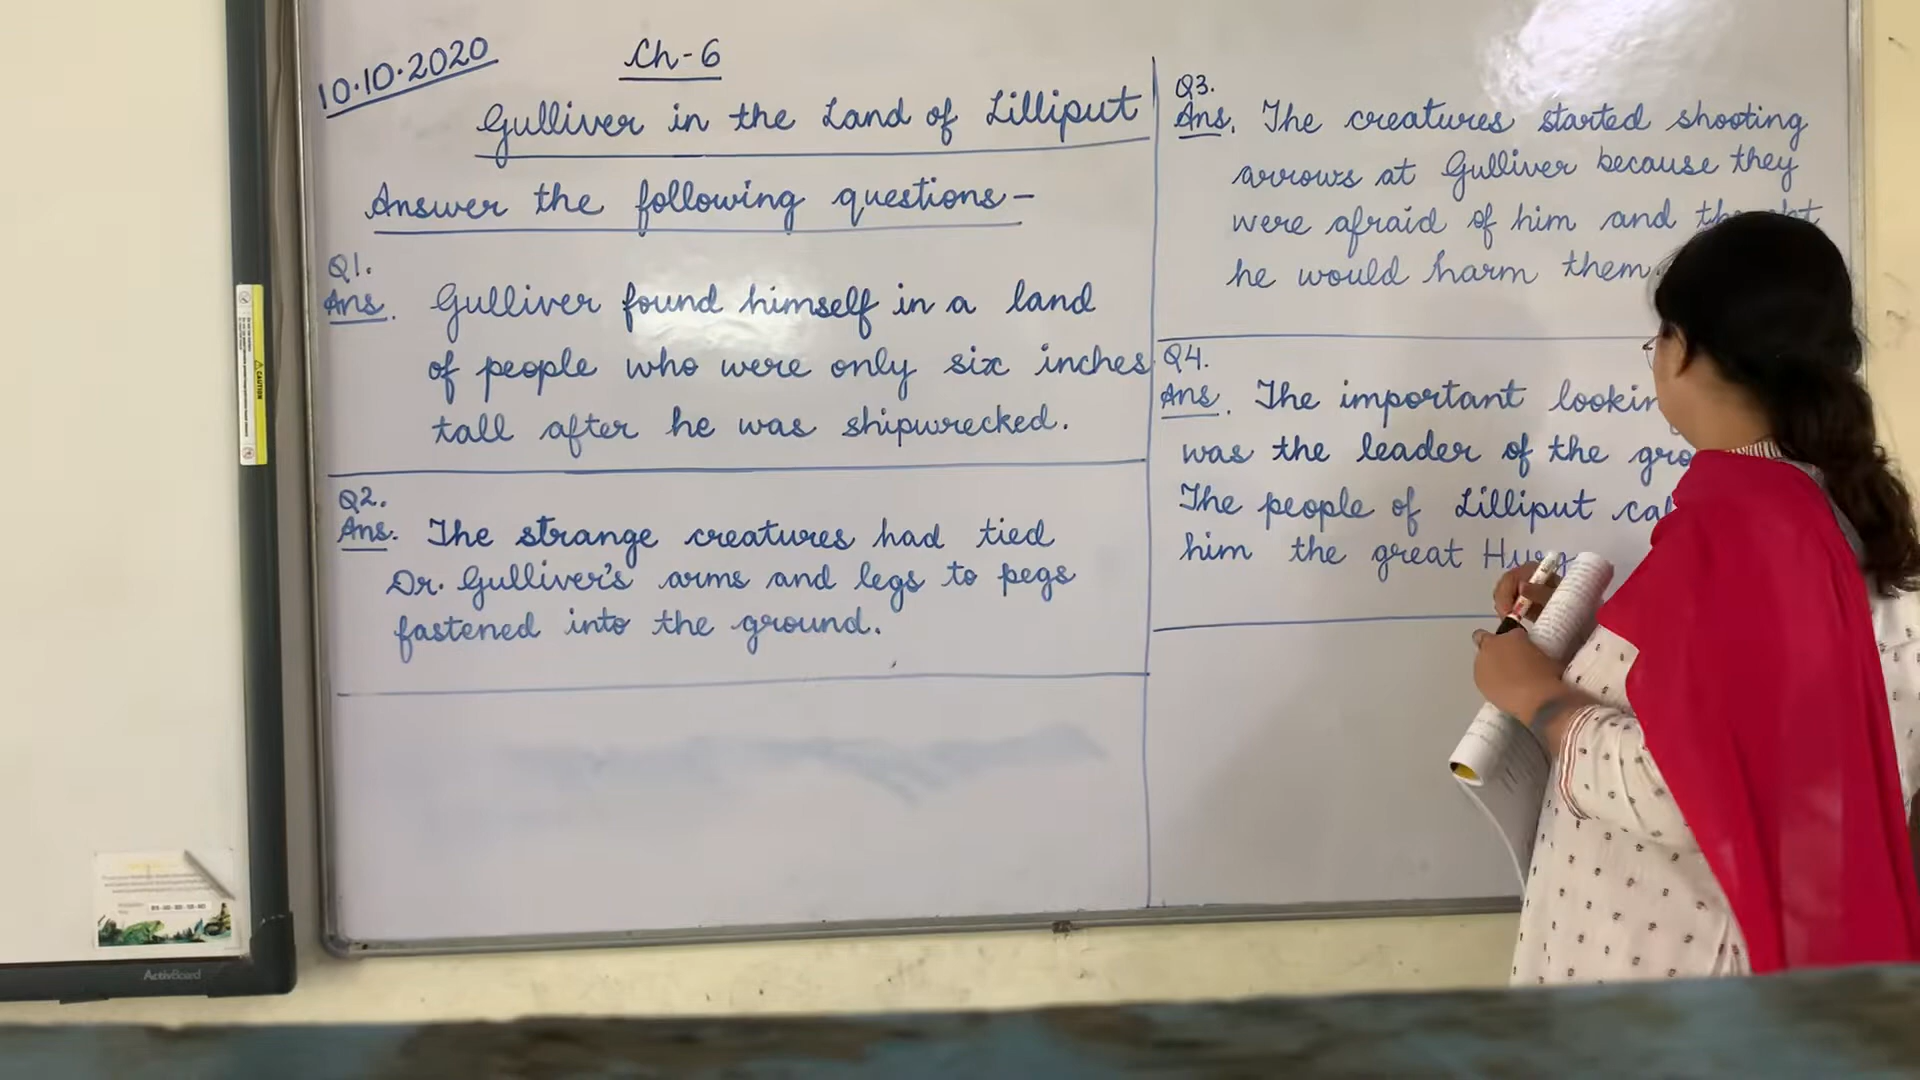 10.10.2020
Ch-6
Gulliver in the Land of Lilliput
Answer the following questions-
Q1.
Ans. Gulliver found himself in a land
of people who were only six inches
tall after he was shipwrecked.
Q2.
Ans. The strange creatures had tied
Dr. Gulliver's arms and legs to pegs
fastened into the ground.
Q3.
Ans. The creatures started shooting
arrows at Gulliver because they
were afraid of him and
he would harm them
Q4.
Ans. The important
was the leader of the
The people of Lilliput
him the great
CAUTION
ActivBoard